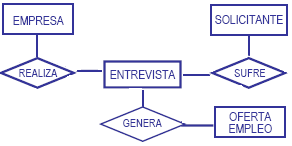 EMPRESA
SOLICITANTE
REALIZA
ENTREVISTA
SUFRE
GENERA
OFERTA
EMPLEO